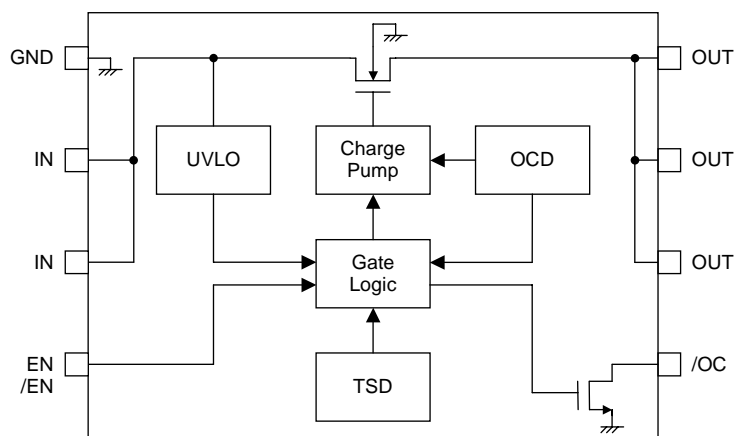 GND
OUT
IN
UVLO
Charge
Pump
OCD
OUT
IN
Gate
Logic
OUT
EN
/EN
TSD
/OC